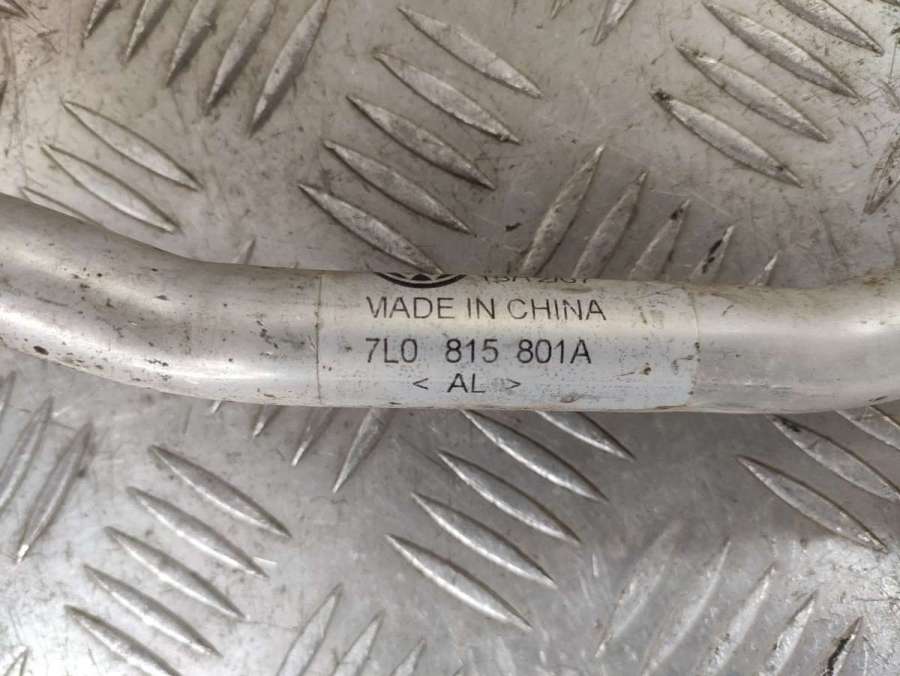 MADE IN CHINA
7L0 815 801A
< AL >